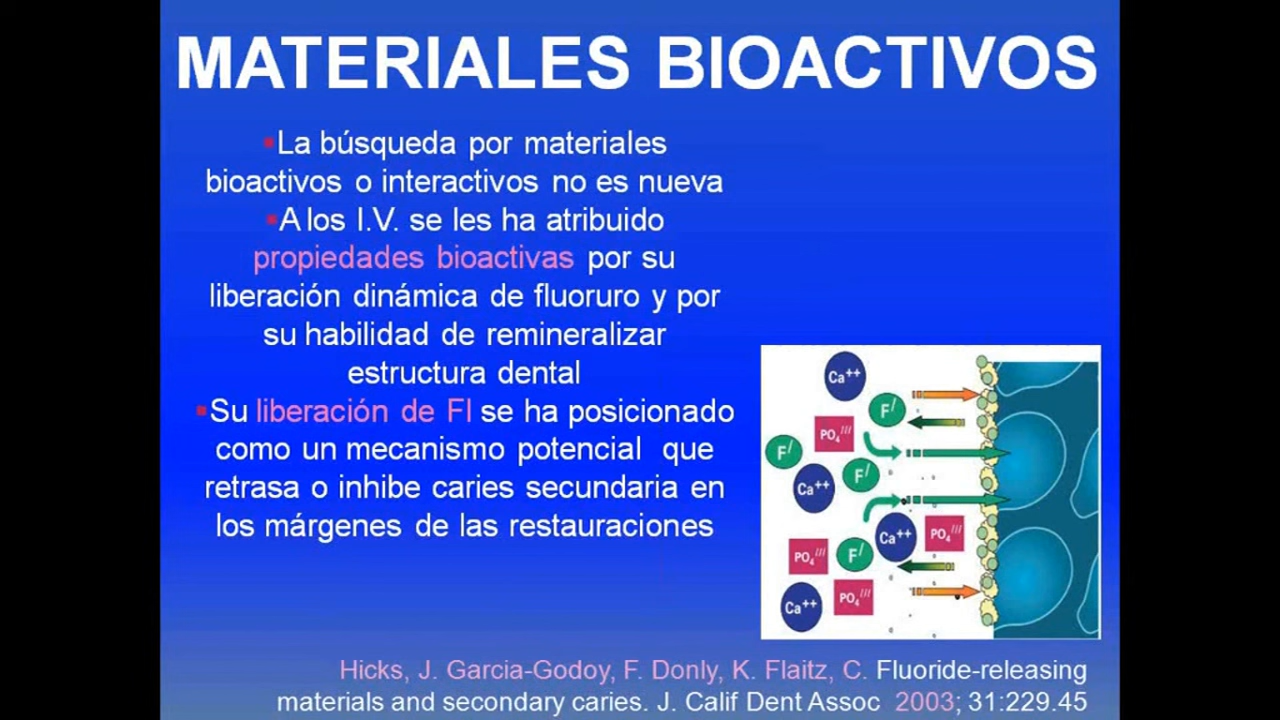 MATERIALES BIOACTIVOS
▪La búsqueda por materiales
bioactivos o interactivos no es nueva
▪A los I.V. se les ha atribuido
propiedades bioactivas por su
liberación dinámica de fluoruro y por
su habilidad de remineralizar
estructura dental
▪Su liberación de Fl se ha posicionado
como un mecanismo potencial que
retrasa o inhibe caries secundaria en
los márgenes de las restauraciones
Ca++
F/
PO4///
F/
F/
Ca++
Ca++
PO4///
PO4///
F/
Ca++
PO4///
Hicks, J. Garcia-Godoy, F. Donly, K. Flaitz, C. Fluoride-releasing
materials and secondary caries. J. Calif Dent Assoc 2003; 31:229.45